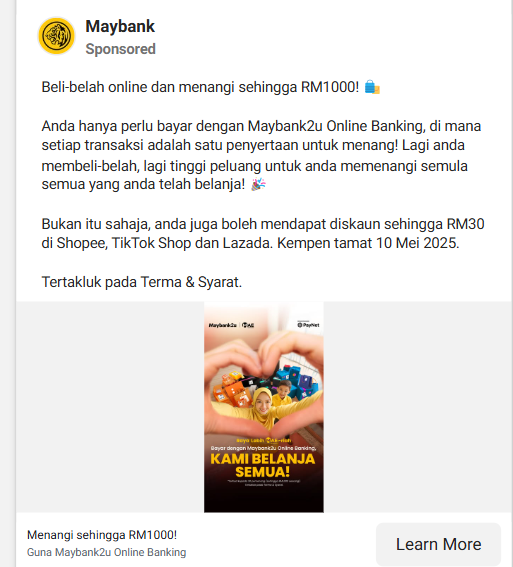 Maybank
Sponsored
Beli-belah online dan menangi sehingga RM1000! 🛍️
Anda hanya perlu bayar dengan Maybank2u Online Banking, di mana
setiap transaksi adalah satu penyertaan untuk menang! Lagi anda
membeli-belah, lagi tinggi peluang untuk anda memenangi semula
semua yang anda telah belanja! 🎉
Bukan itu sahaja, anda juga boleh mendapat diskaun sehingga RM30
di Shopee, TikTok Shop dan Lazada. Kempen tamat 10 Mei 2025.
Tertakluk pada Terma & Syarat.
Maybank2u | MAE
PayNet
Raya Lebih MAE-riah
Bayar dengan Maybank2u Online Banking,
KAMI BELANJA
SEMUA!
Menangi sehingga RM1000!
Guna Maybank2u Online Banking
Learn More